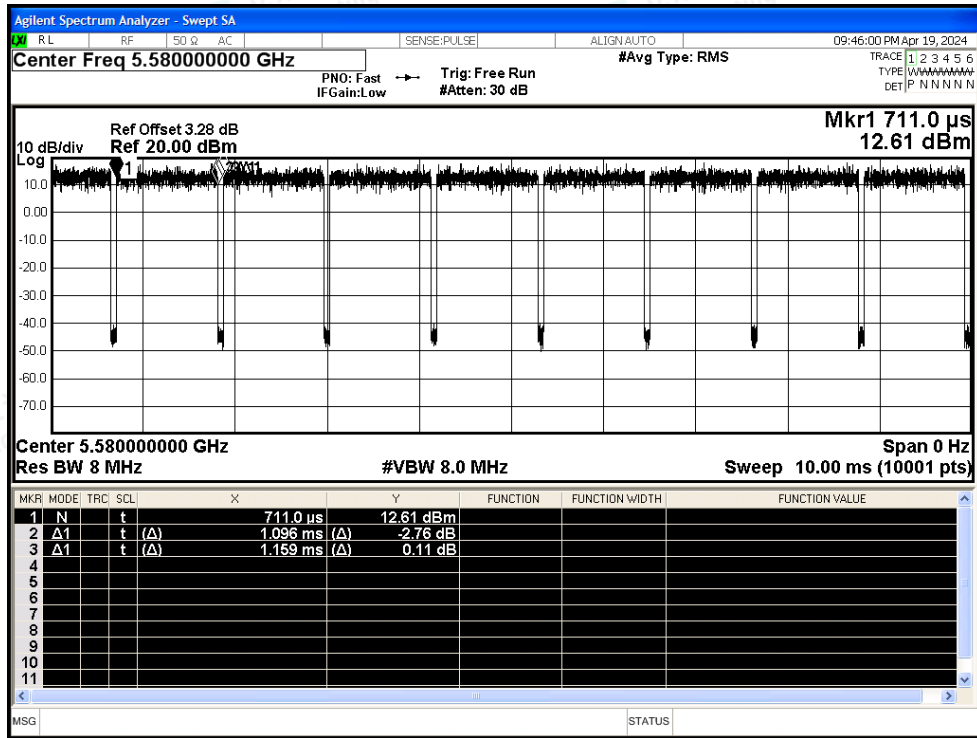 Agilent Spectrum Analyzer - Swept SA
LXI RL RF 50 Ω AC SENSE:PULSE ALIGN AUTO 09:46:00 PM Apr 19, 2024
Center Freq 5.580000000 GHz
PNO: Fast
IFGain:Low
Trig: Free Run
#Atten: 30 dB
#Avg Type: RMS
TRACE 1 2 3 4 5 6
TYPE
DET P N N N N N
Ref Offset 3.28 dB
10 dB/div Ref 20.00 dBm
Log
Mkr1 711.0 µs
12.61 dBm
1
10.0
0.00
-10.0
-20.0
-30.0
-40.0
-50.0
-60.0
-70.0
Center 5.580000000 GHz Span 0 Hz
Res BW 8 MHz #VBW 8.0 MHz Sweep 10.00 ms (10001 pts)
MKR MODE TRC SCL X Y FUNCTION FUNCTION WIDTH FUNCTION VALUE
1 N t 711.0 µs 12.61 dBm
2 Δ1 t (Δ) 1.096 ms (Δ) -2.76 dB
3 Δ1 t (Δ) 1.159 ms (Δ) 0.11 dB
4
5
6
7
8
9
10
11
MSG STATUS